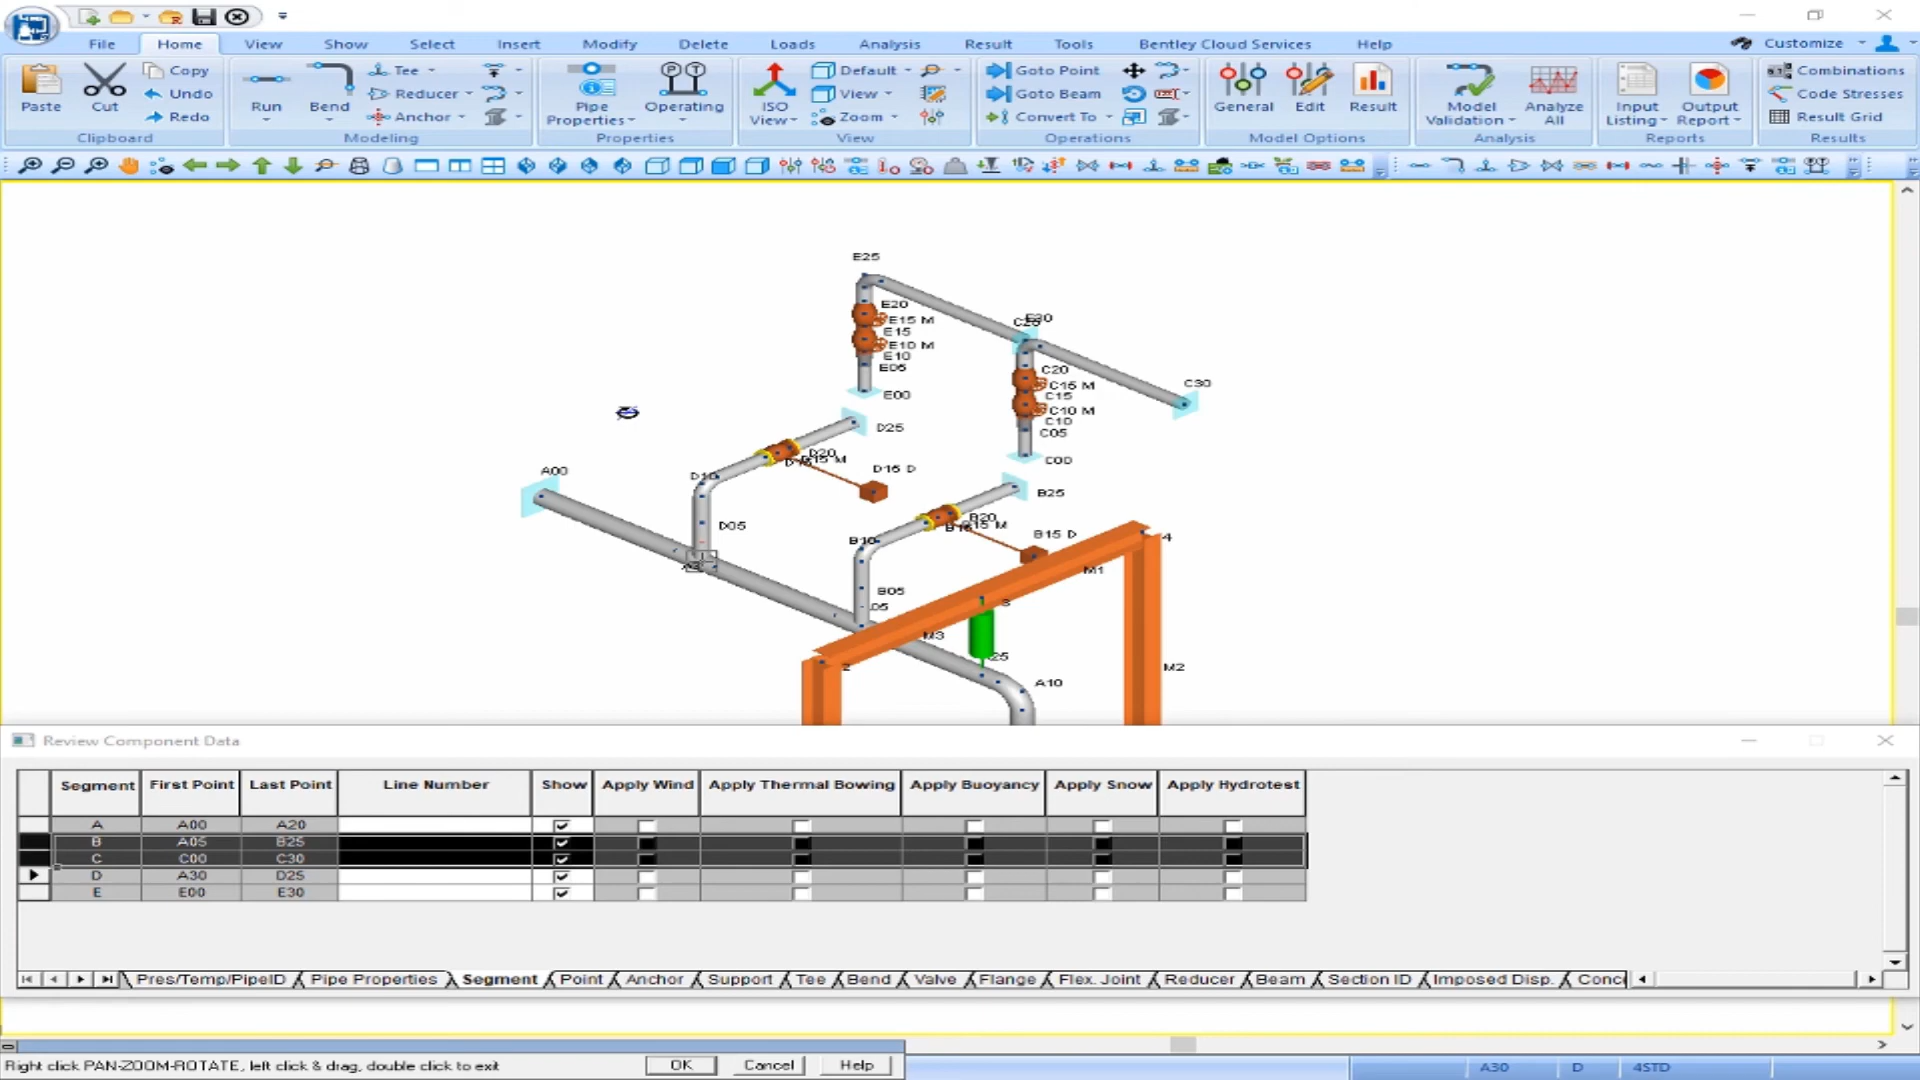 File Home View Show Select Insert Modify Delete Loads Analysis Result Tools Bentley Cloud Services Help Customize
Paste Cut Copy Undo Redo Clipboard
Run Bend Tee Reducer Anchor Modeling
Pipe Properties Operating Properties
ISO View Default View Zoom View
Goto Point Goto Beam Convert To Operations
General Edit Result Model Options
Model Validation Analyze All Analysis
Input Listing Output Report Reports
Combinations Code Stresses Result Grid Results
E25
E20
E15 M
E15
E10 M
E10
E05
E00
E30
C20
C15 M
C15
C10 M
C10
C05
C00
C30
D25
D20
D15 D
D10
D05
A00
B25
B20
B15 D
B10
B05
4
M1
M3
2
M2
A10
Review Component Data
Segment First Point Last Point Line Number Show Apply Wind Apply Thermal Bowing Apply Buoyancy Apply Snow Apply Hydrotest
A A00 A20
B A05 B25
C C00 C30
D A30 D25
E E00 E30
Pres/Temp/PipeID Pipe Properties Segment Point Anchor Support Tee Bend Valve Flange Flex. Joint Reducer Beam Section ID Imposed Disp. Conc
Right click PAN-ZOOM-ROTATE, left click & drag, double click to exit OK Cancel Help A30 D 4STD